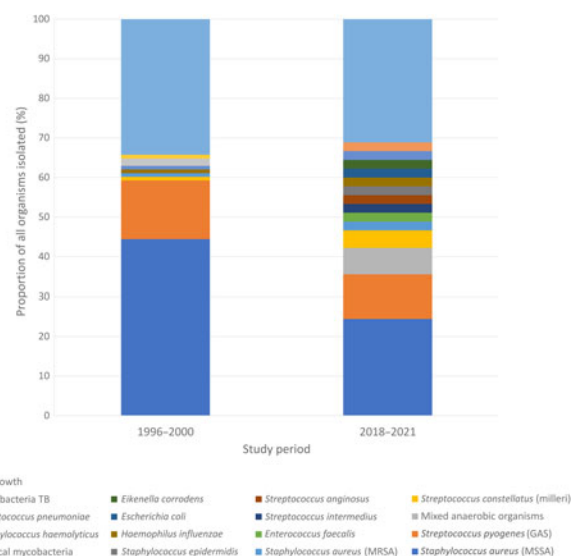 100
90
80
70
60
50
40
30
20
10
0
Proportion of all organisms isolated (%)
1996–2000
2018–2021
Study period
owth
bacteria TB
Eikenella corrodens
Streptococcus anginosus
Streptococcus constellatus (milleri)
tococcus pneumoniae
Escherichia coli
Streptococcus intermedius
Mixed anaerobic organisms
ylococcus haemolyticus
Haemophilus influenzae
Enterococcus faecalis
Streptococcus pyogenes (GAS)
cal mycobacteria
Staphylococcus epidermidis
Staphylococcus aureus (MRSA)
Staphylococcus aureus (MSSA)